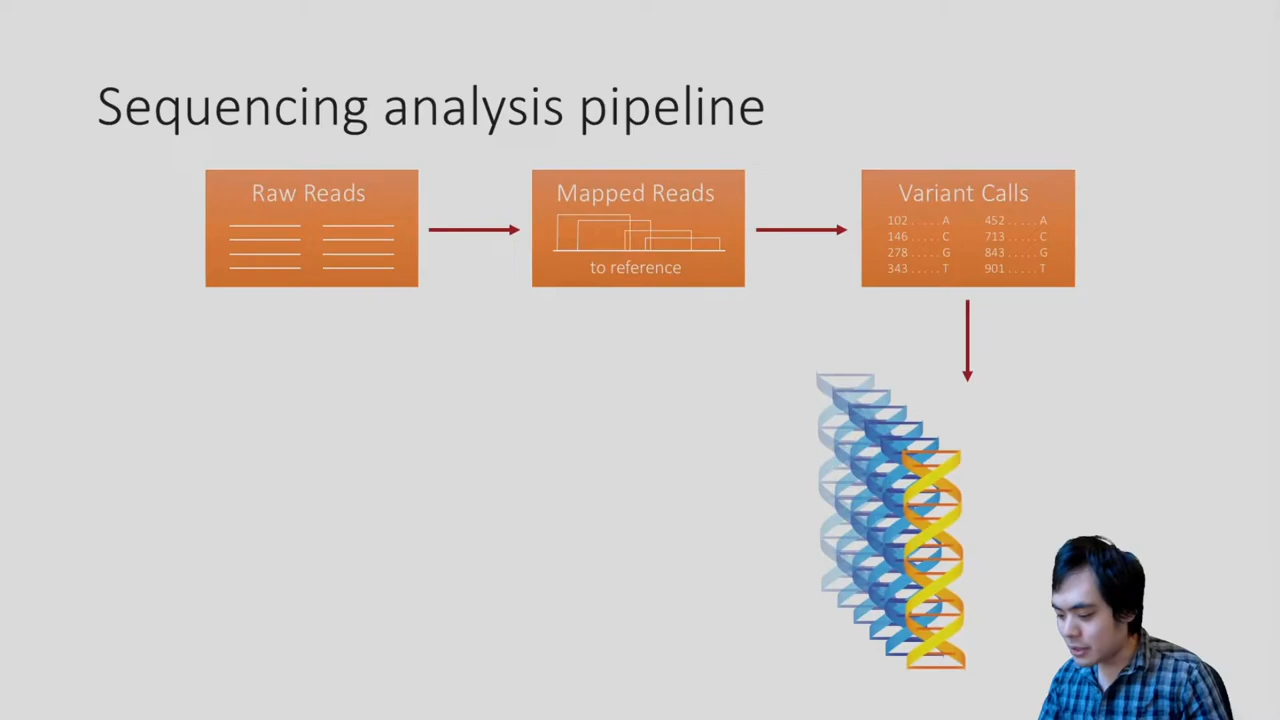 Sequencing analysis pipeline
Raw Reads
Mapped Reads
to reference
Variant Calls
102.....A 452.....A
146.....C 713.....C
278.....G 843.....G
343.....T 901.....T